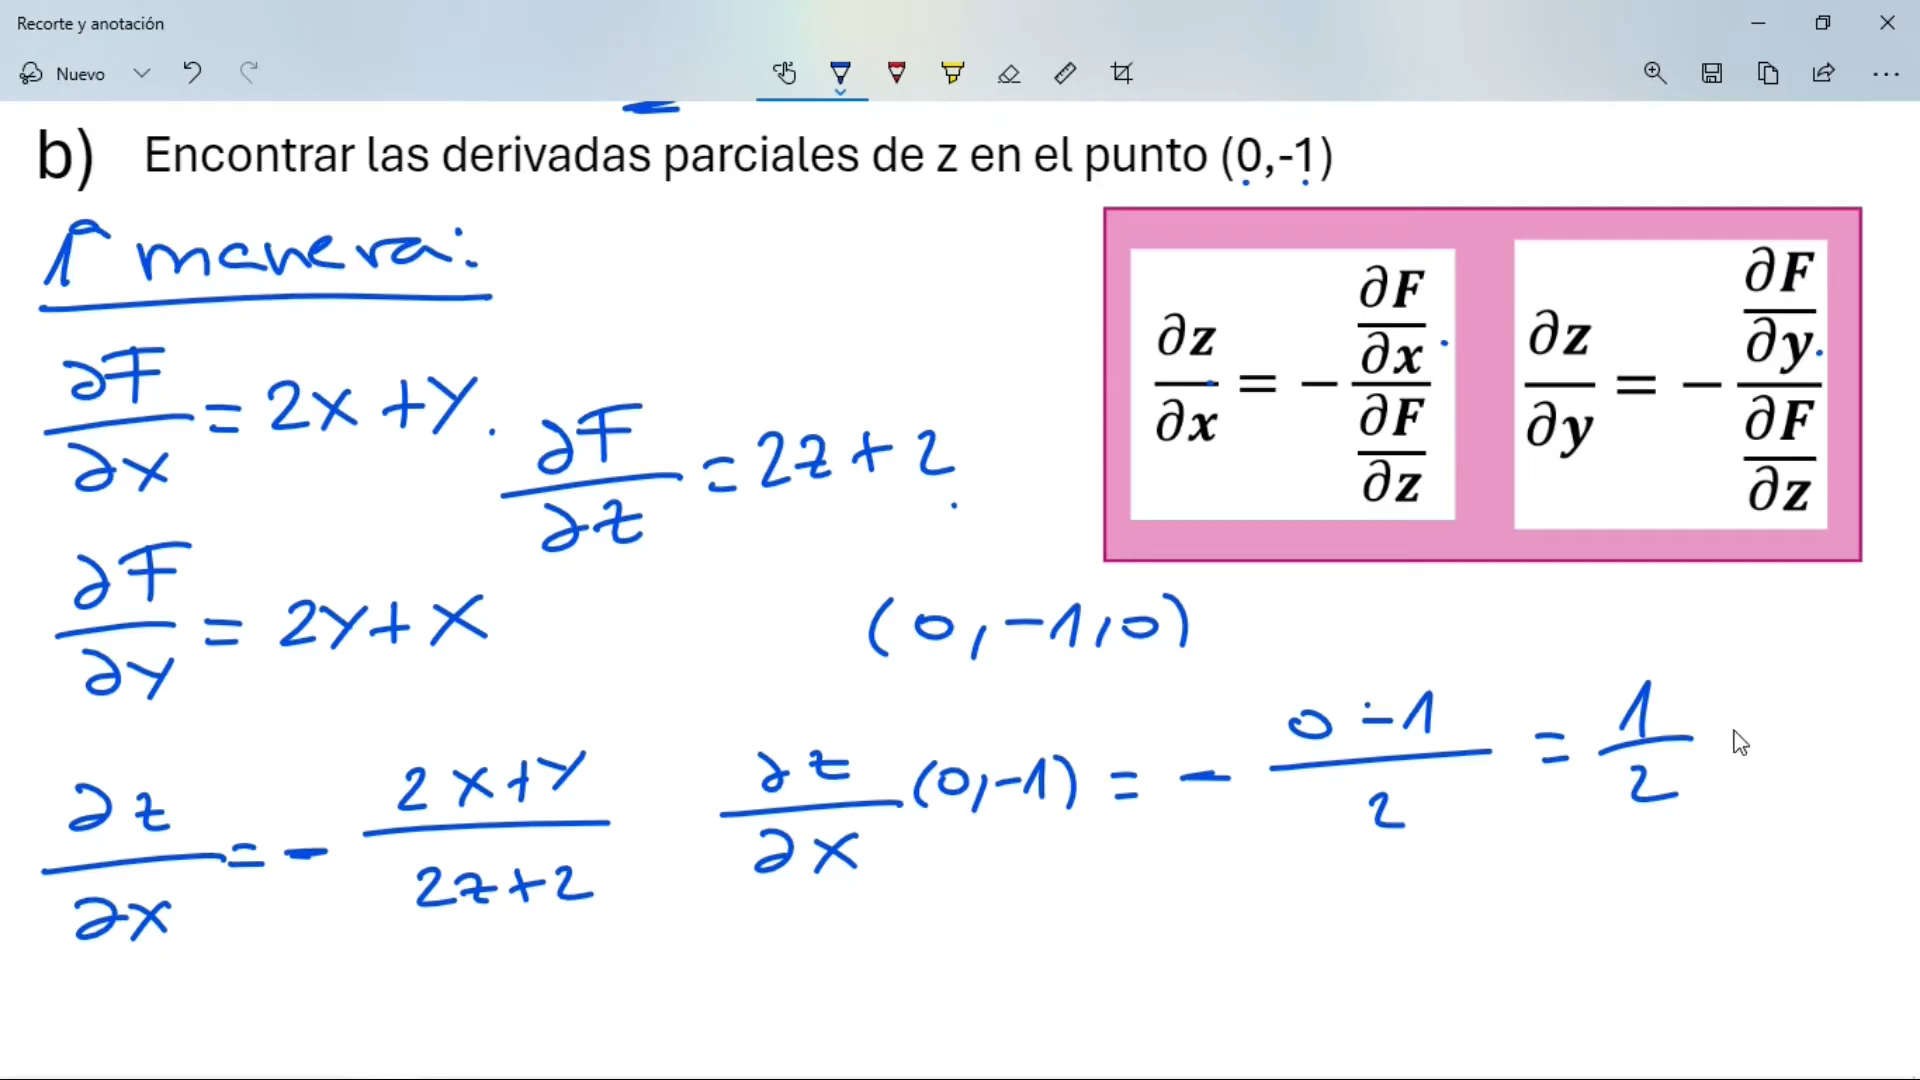 Recorte y anotación
Nuevo
b) Encontrar las derivadas parciales de z en el punto (0,-1)
1ª manera:
∂F/∂x = 2x + y.
∂F/∂z = 2z + 2.
∂F/∂y = 2y + x
∂z/∂x = - (∂F/∂x)/(∂F/∂z)
∂z/∂y = - (∂F/∂y)/(∂F/∂z)
(0, -1, 0)
∂z/∂x = - (2x+y)/(2z+2)
∂z/∂x (0, -1) = - (0 - 1)/2 = 1/2